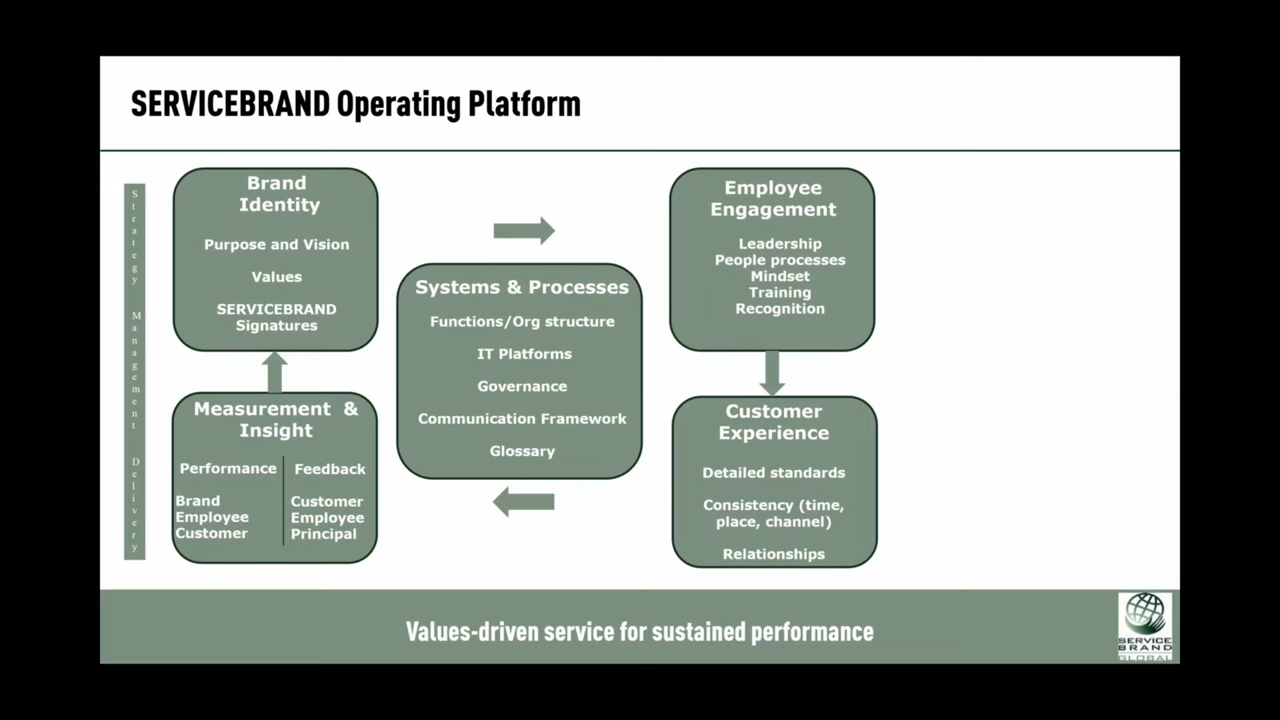 SERVICEBRAND Operating Platform
Strategy Management Delivery
Brand
Identity
Purpose and Vision
Values
SERVICEBRAND
Signatures
Measurement &
Insight
Performance
Brand
Employee
Customer
Feedback
Customer
Employee
Principal
Systems & Processes
Functions/Org structure
IT Platforms
Governance
Communication Framework
Glossary
Employee
Engagement
Leadership
People processes
Mindset
Training
Recognition
Customer
Experience
Detailed standards
Consistency (time,
place, channel)
Relationships
Values-driven service for sustained performance
SERVICE
BRAND
GLOBAL